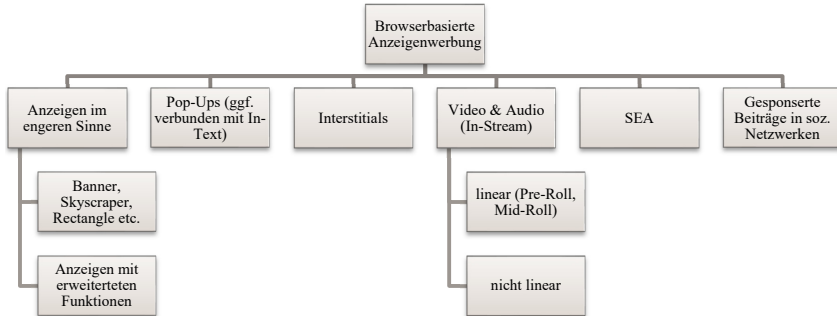 Browserbasierte
Anzeigenwerbung
Anzeigen im
engeren Sinne
Pop-Ups (ggf.
verbunden mit In-
Text)
Interstitials
Video & Audio
(In-Stream)
SEA
Gesponserte
Beiträge in soz.
Netzwerken
Banner,
Skyscraper,
Rectangle etc.
linear (Pre-Roll,
Mid-Roll)
Anzeigen mit
erweiterteten
Funktionen
nicht linear